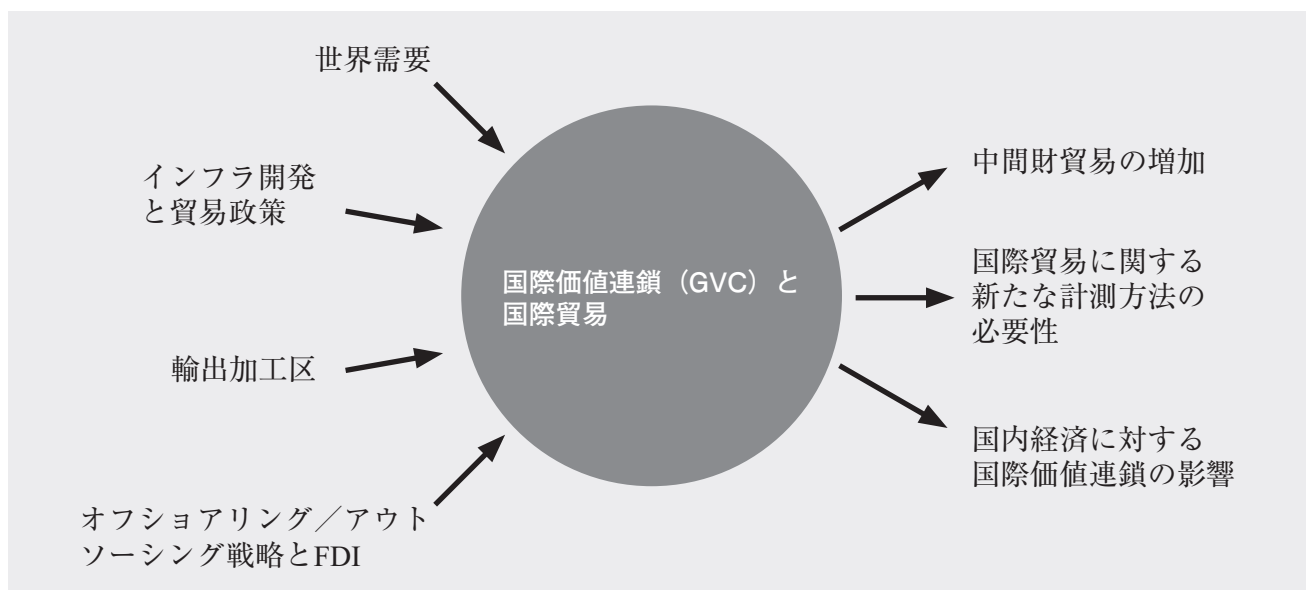 世界需要
インフラ開発
と貿易政策
輸出加工区
オフショアリング／アウト
ソーシング戦略とFDI
国際価値連鎖（GVC）と
国際貿易
中間財貿易の増加
国際貿易に関する
新たな計測方法の
必要性
国内経済に対する
国際価値連鎖の影響